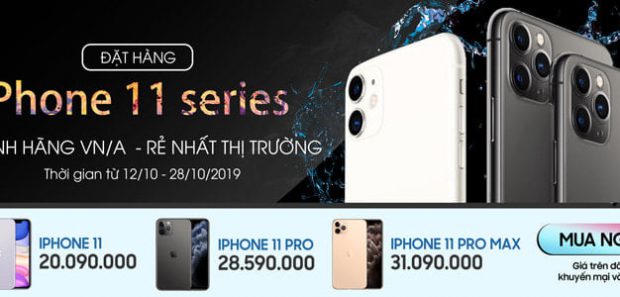 ĐẶT HÀNG
Phone 11 series
NH HÃNG VN/A - RẺ NHẤT THỊ TRƯỜNG
Thời gian từ 12/10 - 28/10/2019
IPHONE 11
20.090.000
IPHONE 11 PRO
28.590.000
IPHONE 11 PRO MAX
31.090.000
MUA NG
Giá trên đã
khuyến mại và